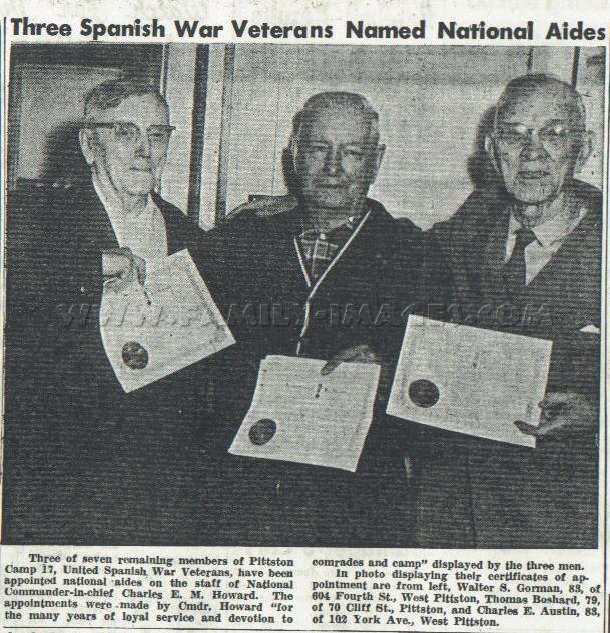 Three Spanish War Veterans Named National Aides
WWW.FAMILY-IMAGES.COM
Three of seven remaining members of Pittston
Camp 17, United Spanish War Veterans, have been
appointed national aides on the staff of National
Commander-in-chief Charles E. M. Howard. The
appointments were made by Cmdr. Howard "for
the many years of loyal service and devotion to
comrades and camp" displayed by the three men.
In photo displaying their certificates of ap-
pointment are from left, Walter S. Gorman, 83, of
604 Fourth St., West Pittston, Thomas Boshard, 79,
of 70 Cliff St., Pittston, and Charles E. Austin, 83,
of 102 York Ave., West Pittston.